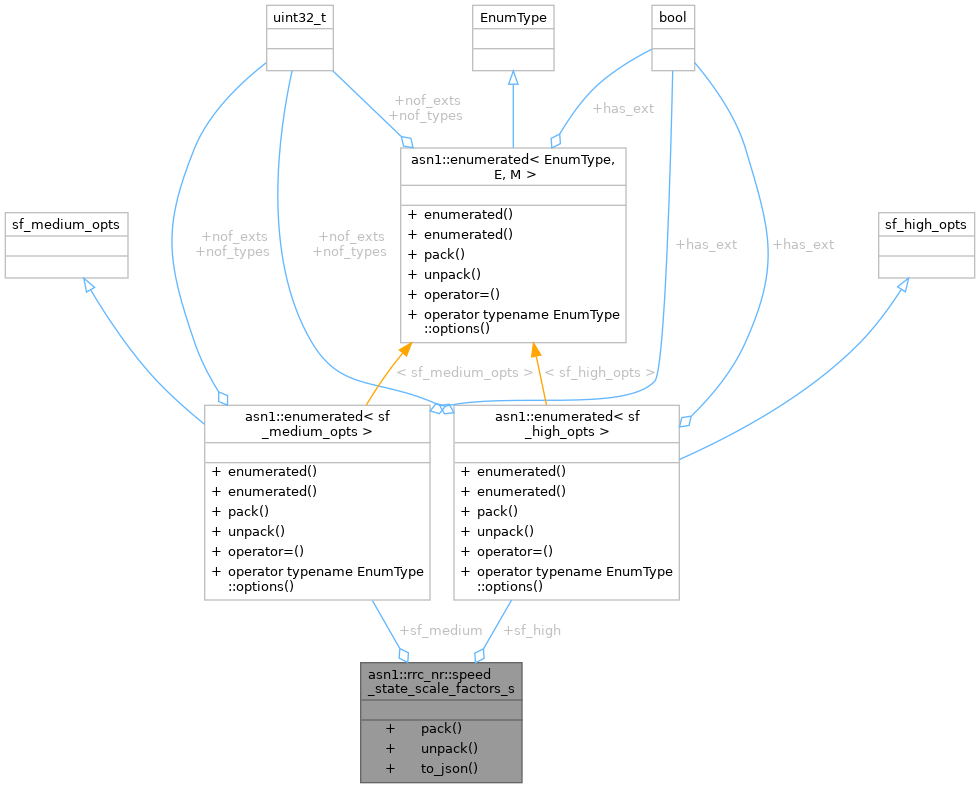 uint32_t
EnumType
bool
+nof_exts
+nof_types
+has_ext
asn1::enumerated< EnumType,
E, M >
+ enumerated()
+ enumerated()
+ pack()
+ unpack()
+ operator=()
+ operator typename EnumType
::options()
sf_medium_opts
sf_high_opts
+nof_exts
+nof_types
+nof_exts
+nof_types
+has_ext
+has_ext
< sf_medium_opts >
< sf_high_opts >
asn1::enumerated< sf
_medium_opts >
+ enumerated()
+ enumerated()
+ pack()
+ unpack()
+ operator=()
+ operator typename EnumType
::options()
asn1::enumerated< sf
_high_opts >
+ enumerated()
+ enumerated()
+ pack()
+ unpack()
+ operator=()
+ operator typename EnumType
::options()
+sf_medium
+sf_high
asn1::rrc_nr::speed
_state_scale_factors_s
+ pack()
+ unpack()
+ to_json()